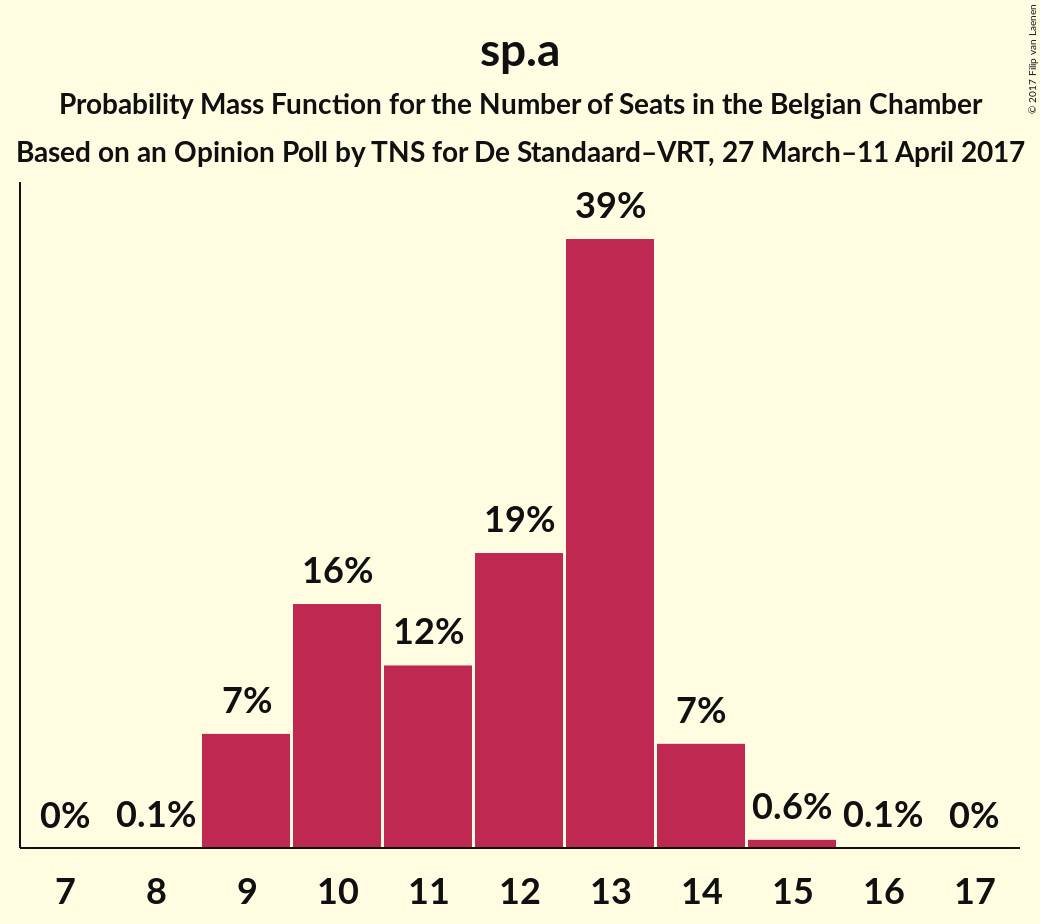 sp.a
Probability Mass Function for the Number of Seats in the Belgian Chamber
Based on an Opinion Poll by TNS for De Standaard–VRT, 27 March–11 April 2017
© 2017 Filip van Laenen
39%
19%
16%
12%
7%
7%
0%
0.1%
0.6%
0.1%
0%
7 8 9 10 11 12 13 14 15 16 17